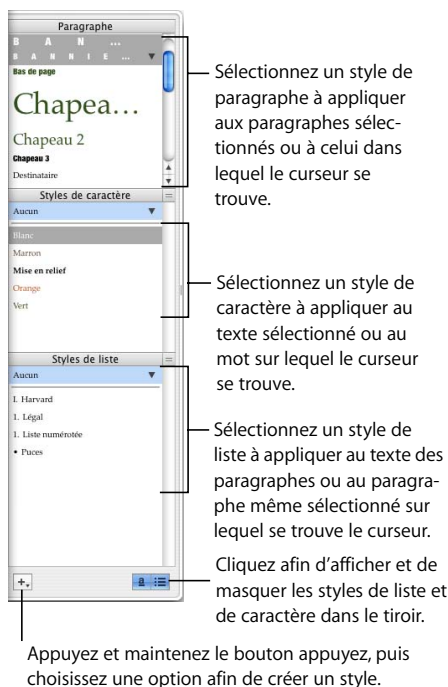 Paragraphe
B A N ...
B A N N I E ...
Bas de page
Chapea...
Chapeau 2
Chapeau 3
Destinataire
Styles de caractère
Aucun
Blanc
Marron
Mise en relief
Orange
Vert
Styles de liste
Aucun
I. Harvard
1. Légal
1. Liste numérotée
• Puces
a
Sélectionnez un style de
paragraphe à appliquer
aux paragraphes sélec-
tionnés ou à celui dans
lequel le curseur se
trouve.
Sélectionnez un style de
caractère à appliquer au
texte sélectionné ou au
mot sur lequel le curseur
se trouve.
Sélectionnez un style de
liste à appliquer au texte des
paragraphes ou au paragra-
phe même sélectionné sur
lequel se trouve le curseur.
Cliquez afin d’afficher et de
masquer les styles de liste et
de caractère dans le tiroir.
Appuyez et maintenez le bouton appuyez, puis
choisissez une option afin de créer un style.